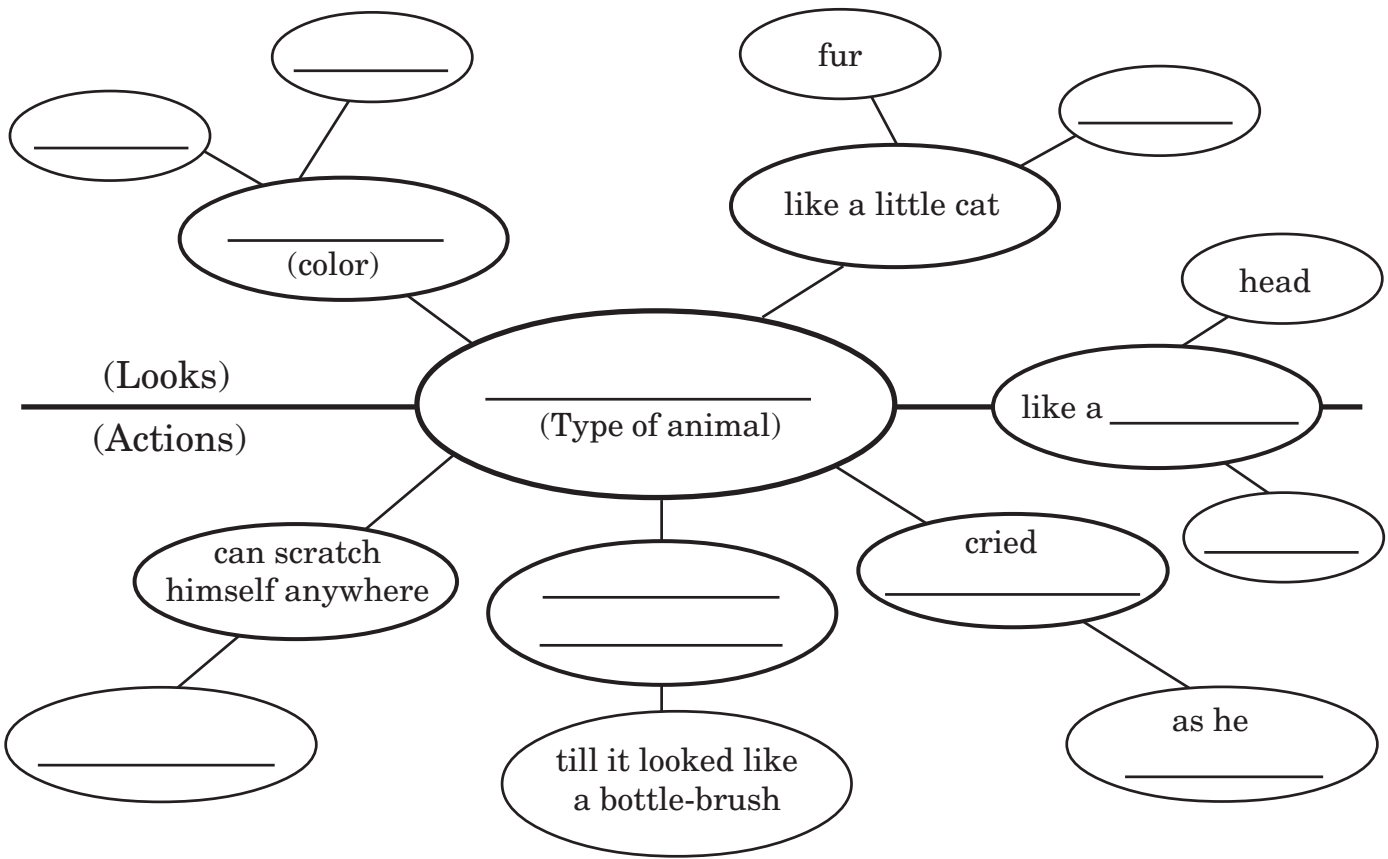 fur
like a little cat
(color)
head
(Looks)
(Type of animal)
like a
(Actions)
can scratch
himself anywhere
cried
till it looked like
a bottle-brush
as he